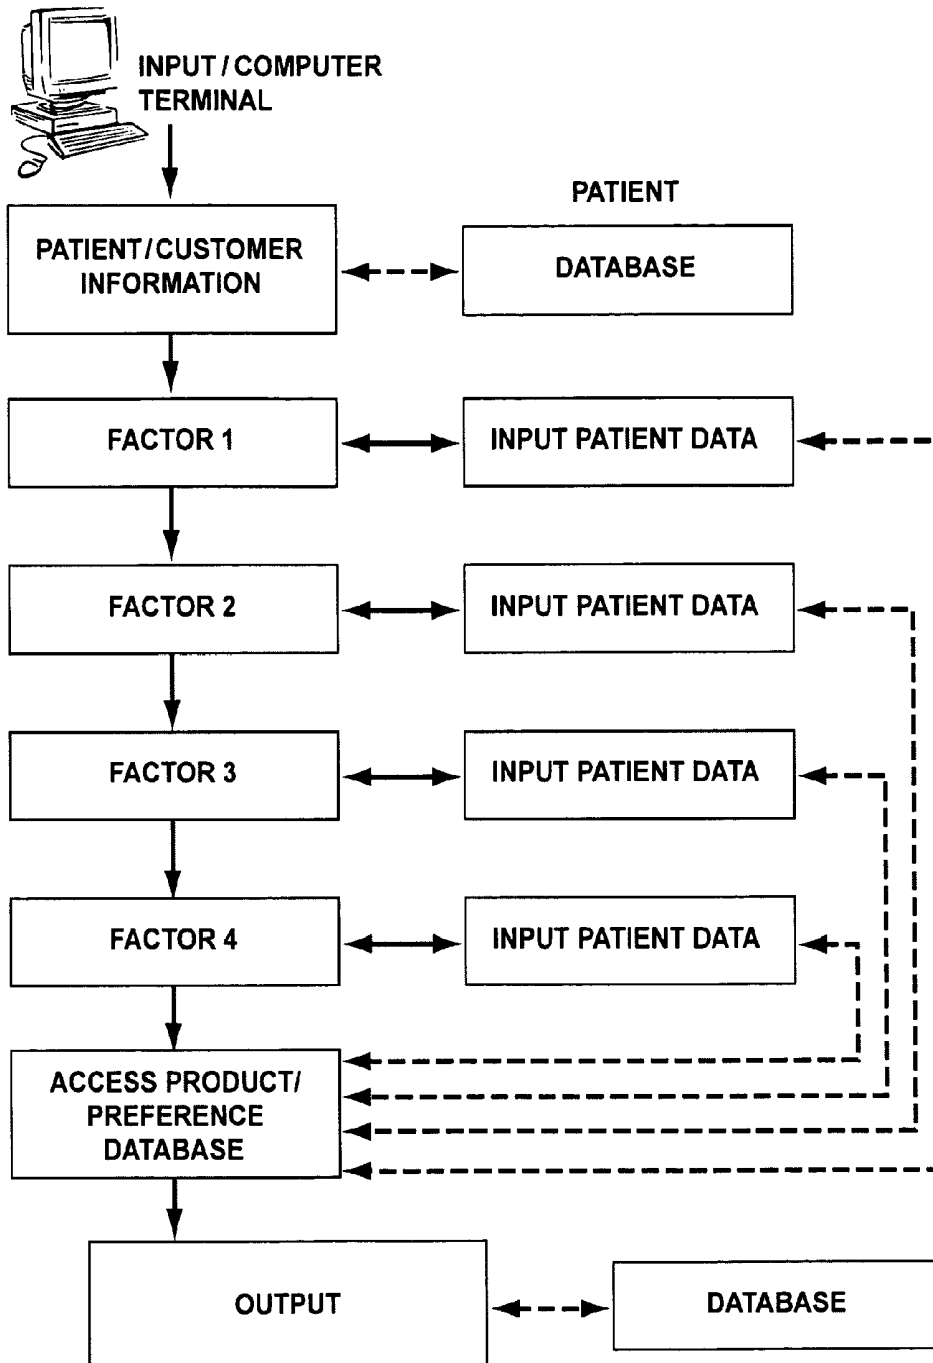 INPUT / COMPUTER
TERMINAL
PATIENT
PATIENT/CUSTOMER
INFORMATION
DATABASE
FACTOR 1
INPUT PATIENT DATA
FACTOR 2
INPUT PATIENT DATA
FACTOR 3
INPUT PATIENT DATA
FACTOR 4
INPUT PATIENT DATA
ACCESS PRODUCT/
PREFERENCE
DATABASE
OUTPUT
DATABASE